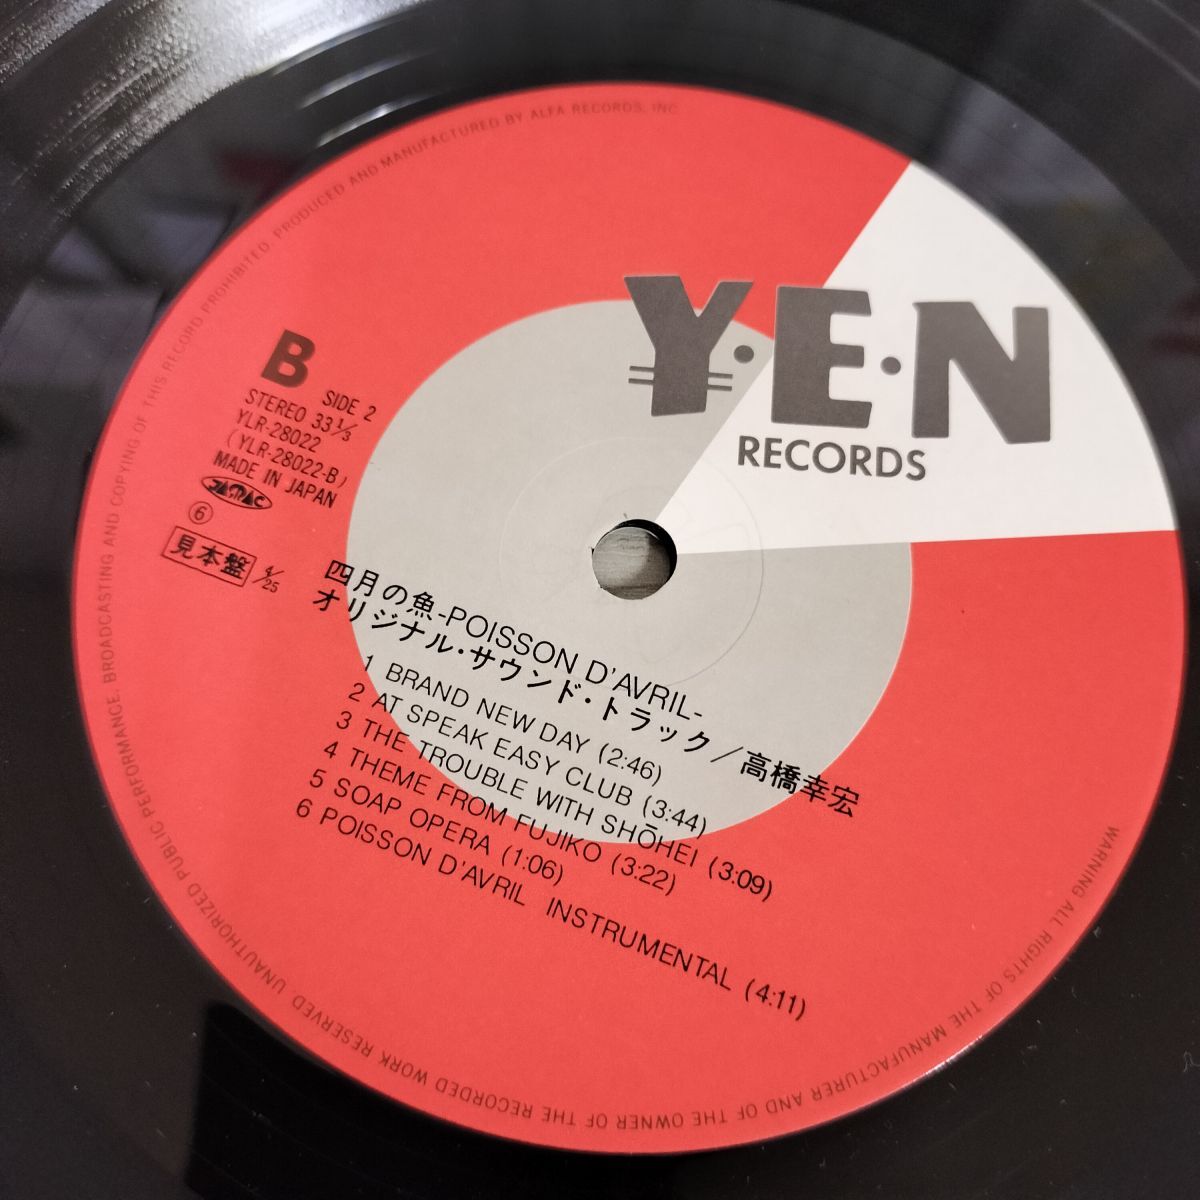 Y·E·N
RECORDS
B
SIDE 2
STEREO 33 1/3
YLR-28022
(YLR-28022-B)
MADE IN JAPAN
JASRAC
⑥
見本盤 4/25
四月の魚-POISSON D'AVRIL-
オリジナル・サウンド・トラック/高橋幸宏
1 BRAND NEW DAY (2:46)
2 AT SPEAK EASY CLUB (3:44)
3 THE TROUBLE WITH SHŌHEI (3:09)
4 THEME FROM FUJIKO (3:22)
5 SOAP OPERA (1:06)
6 POISSON D'AVRIL INSTRUMENTAL (4:11)
WARNING ALL RIGHTS OF THE MANUFACTURER AND OF THE OWNER OF THE RECORDED WORK RESERVED UNAUTHORIZED PUBLIC PERFORMANCE, BROADCASTING AND COPYING OF THIS RECORD PROHIBITED. PRODUCED AND MANUFACTURED BY ALFA RECORDS, INC